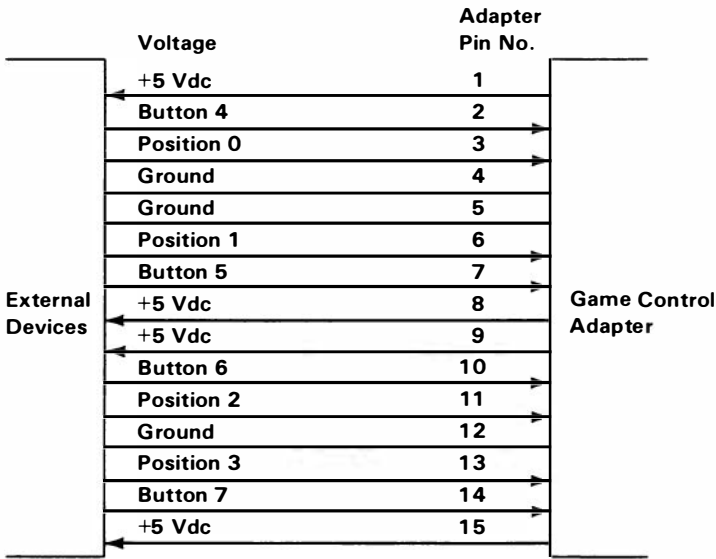 Adapter
Voltage Pin No.
+5 Vdc 1
Button 4 2
Position 0 3
Ground 4
Ground 5
Position 1 6
Button 5 7
External Devices
+5 Vdc 8
Game Control Adapter
+5 Vdc 9
Button 6 10
Position 2 11
Ground 12
Position 3 13
Button 7 14
+5 Vdc 15